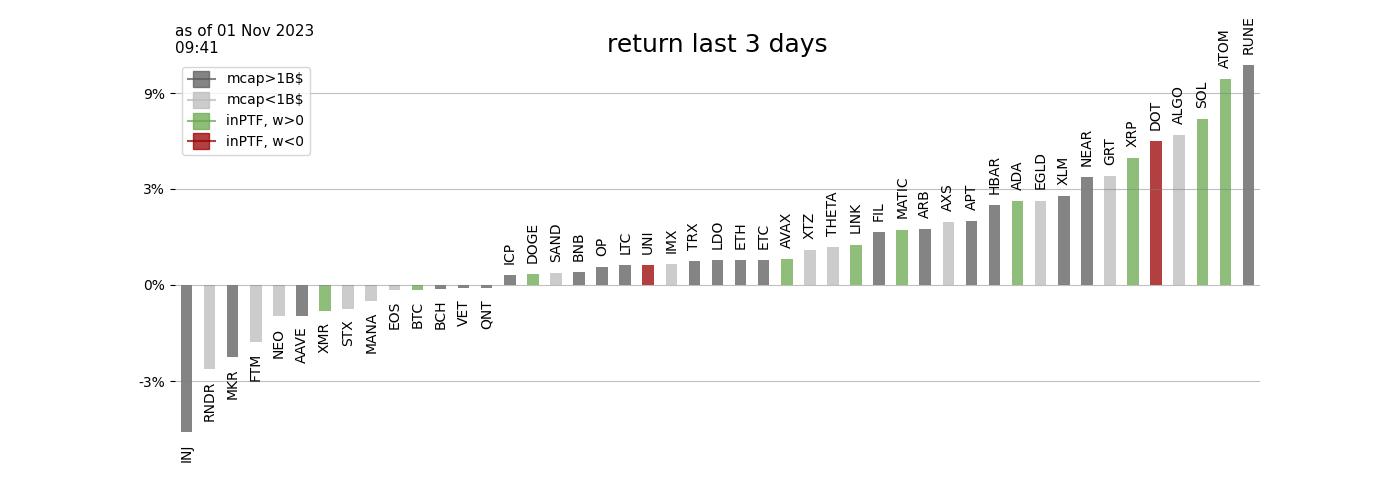 as of 01 Nov 2023
09:41
return last 3 days
mcap>1B$
mcap<1B$
inPTF, w>0
inPTF, w<0
9%
3%
0%
-3%
INJ
RNDR
MKR
FTM
NEO
AAVE
XMR
STX
MANA
EOS
BTC
BCH
VET
QNT
ICP
DOGE
SAND
BNB
OP
LTC
UNI
IMX
TRX
LDO
ETH
ETC
AVAX
XTZ
THETA
LINK
FIL
MATIC
ARB
AXS
APT
HBAR
ADA
EGLD
XLM
NEAR
GRT
XRP
DOT
ALGO
SOL
ATOM
RUNE